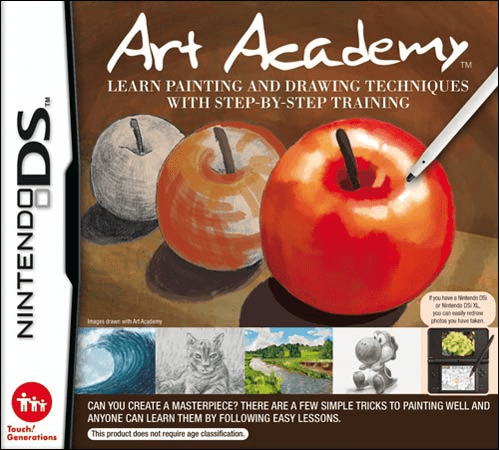 Art Academy™
LEARN PAINTING AND DRAWING TECHNIQUES
WITH STEP-BY-STEP TRAINING
NINTENDO DS™
If you have a Nintendo DSi
or Nintendo DSi XL,
you can easily redraw
photos you have taken.
Images drawn with Art Academy
CAN YOU CREATE A MASTERPIECE? THERE ARE A FEW SIMPLE TRICKS TO PAINTING WELL AND
ANYONE CAN LEARN THEM BY FOLLOWING EASY LESSONS.
This product does not require age classification.
Touch!
Generations